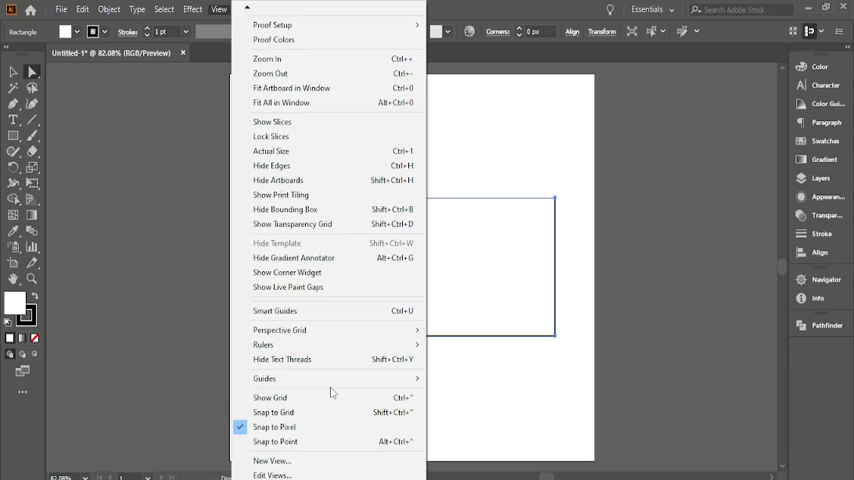 Ai File Edit Object Type Select Effect View Essentials Search Adobe Stock
Rectangle Stroke: 1 pt Corners: 0 px Align Transform
Untitled-1* @ 82.08% (RGB/Preview) ×
Proof Setup
Proof Colors
Zoom In Ctrl++
Zoom Out Ctrl+-
Fit Artboard in Window Ctrl+0
Fit All in Window Alt+Ctrl+0
Show Slices
Lock Slices
Actual Size Ctrl+1
Hide Edges Ctrl+H
Hide Artboards Shift+Ctrl+H
Show Print Tiling
Hide Bounding Box Shift+Ctrl+B
Show Transparency Grid Shift+Ctrl+D
Hide Template Shift+Ctrl+W
Hide Gradient Annotator Alt+Ctrl+G
Show Corner Widget
Show Live Paint Gaps
Smart Guides Ctrl+U
Perspective Grid
Rulers
Hide Text Threads Shift+Ctrl+Y
Guides
Show Grid Ctrl+"
Snap to Grid Shift+Ctrl+"
Snap to Pixel
Snap to Point Alt+Ctrl+"
New View...
Edit Views...
Color
Character
Color Gui...
Paragraph
Swatches
Gradient
Layers
Appearan...
Transpar...
Stroke
Align
Navigator
Info
Pathfinder
82.08% 1